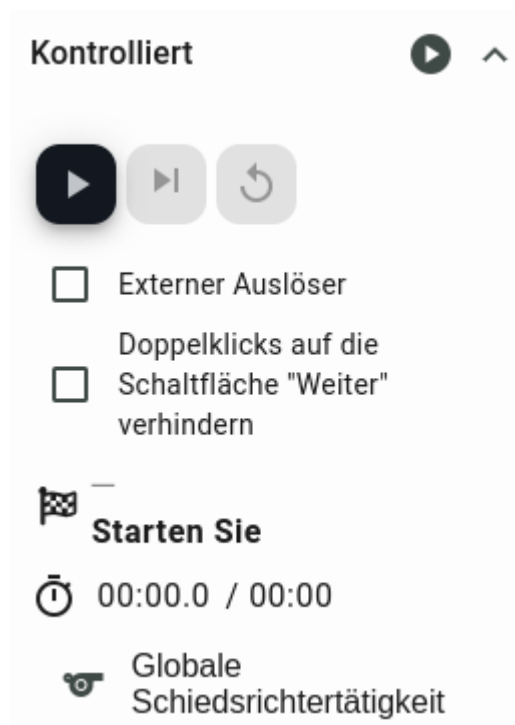 Kontrolliert
Externer Auslöser
Doppelklicks auf die
Schaltfläche "Weiter"
verhindern
—
Starten Sie
00:00.0 / 00:00
Globale
Schiedsrichtertätigkeit